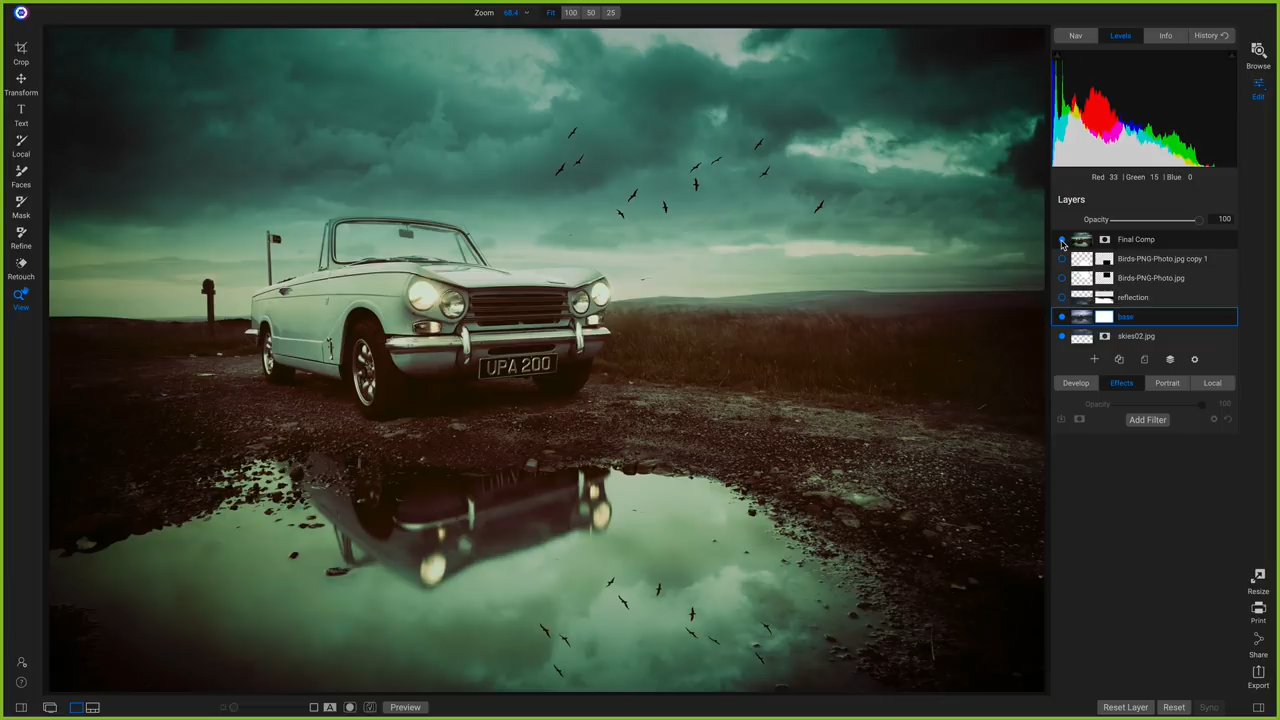 Zoom 68.4 Fit 100 50 25
Nav Levels Info History
Crop
Transform
Text
Local
Faces
Mask
Refine
Retouch
View
Browse
Edit
Red 33 | Green 15 | Blue 0
Layers
Opacity 100
Final Comp
Birds-PNG-Photo.jpg copy 1
Birds-PNG-Photo.jpg
reflection
base
skies02.jpg
Develop Effects Portrait Local
Opacity 100
Add Filter
UPA 200
Resize
Print
Share
Export
A Preview
Reset Layer Reset Sync